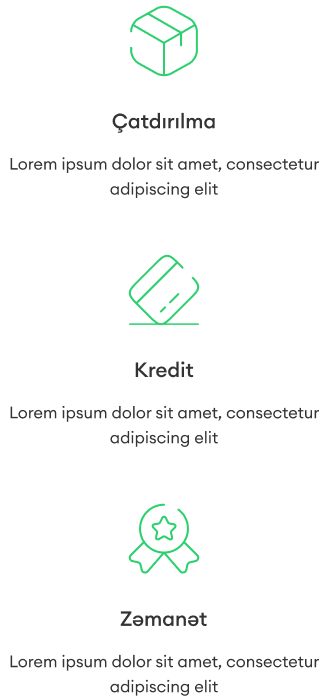 Çatdırılma
Lorem ipsum dolor sit amet, consectetur
adipiscing elit
Kredit
Lorem ipsum dolor sit amet, consectetur
adipiscing elit
Zəmanət
Lorem ipsum dolor sit amet, consectetur
adipiscing elit